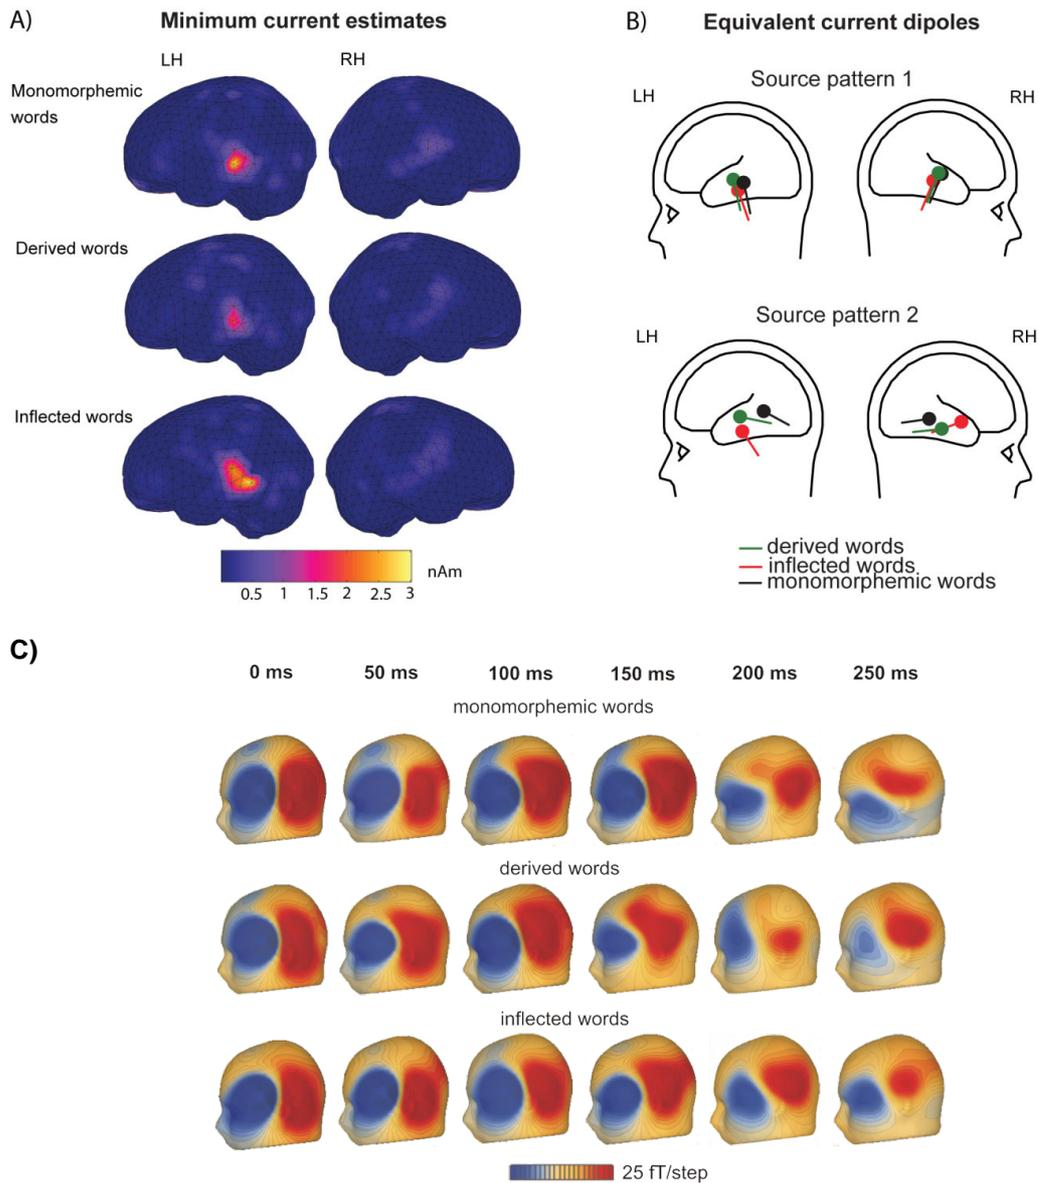 A)
Minimum current estimates
LH
RH
Monomorphemic
words
Derived words
Inflected words
0.5 1 1.5 2 2.5 3
nAm
B)
Equivalent current dipoles
Source pattern 1
LH
RH
Source pattern 2
LH
RH
derived words
inflected words
monomorphemic words
C)
0 ms 50 ms 100 ms 150 ms 200 ms 250 ms
monomorphemic words
derived words
inflected words
25 fT/step